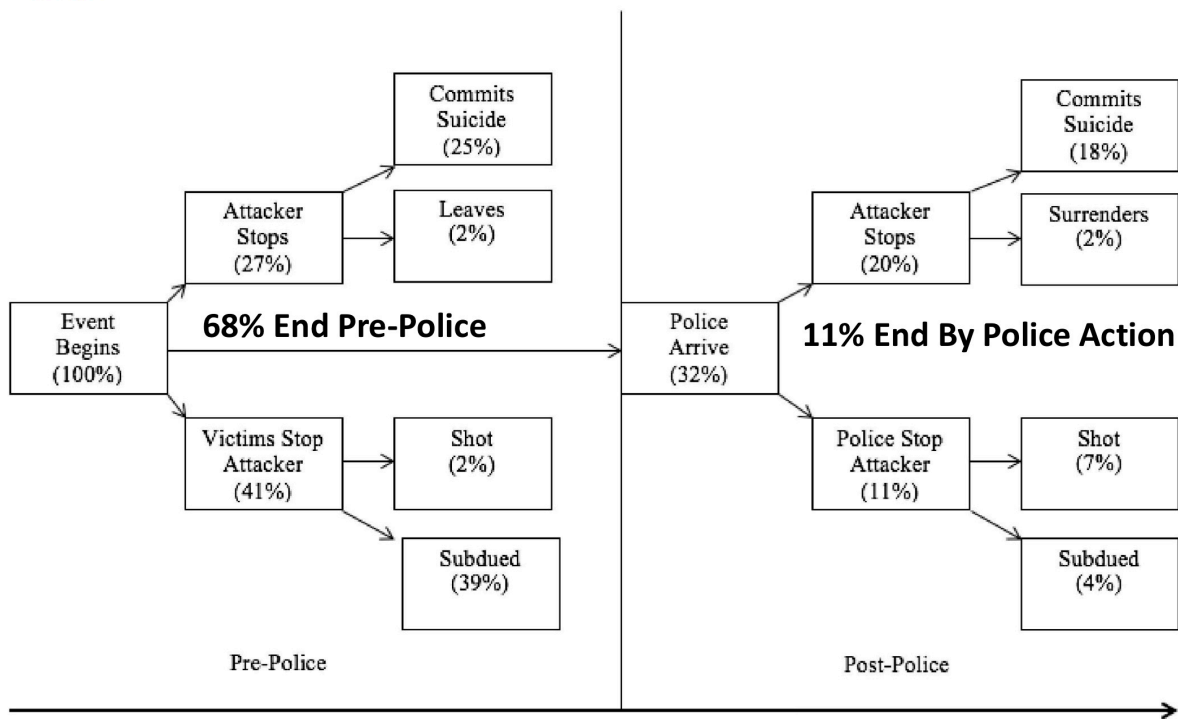 Commits
Suicide
(25%)
Attacker
Stops
(27%)
Leaves
(2%)
Event
Begins
(100%)
68% End Pre-Police
Victims Stop
Attacker
(41%)
Shot
(2%)
Subdued
(39%)
Pre-Police
Commits
Suicide
(18%)
Attacker
Stops
(20%)
Surrenders
(2%)
Police
Arrive
(32%)
11% End By Police Action
Police Stop
Attacker
(11%)
Shot
(7%)
Subdued
(4%)
Post-Police